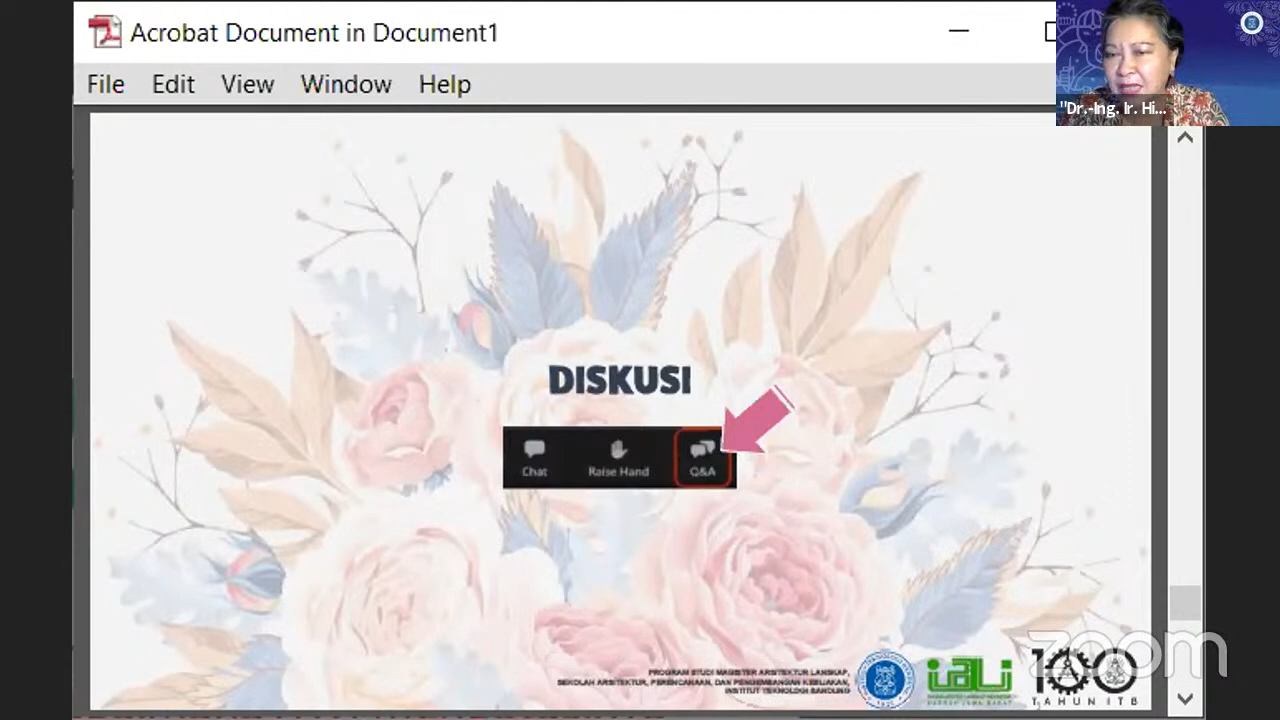 Acrobat Document in Document1
"Dr.-Ing. Ir. Hi...
File Edit View Window Help
DISKUSI
Chat Raise Hand Q&A
PROGRAM STUDI MAGISTER ARSITEKTUR LANSKAP,
SEKOLAH ARSITEKTUR, PERENCANAAN, DAN PENGEMBANGAN KEBIJAKAN,
INSTITUT TEKNOLOGI BANDUNG
iali
100
TAHUN ITB
zoom